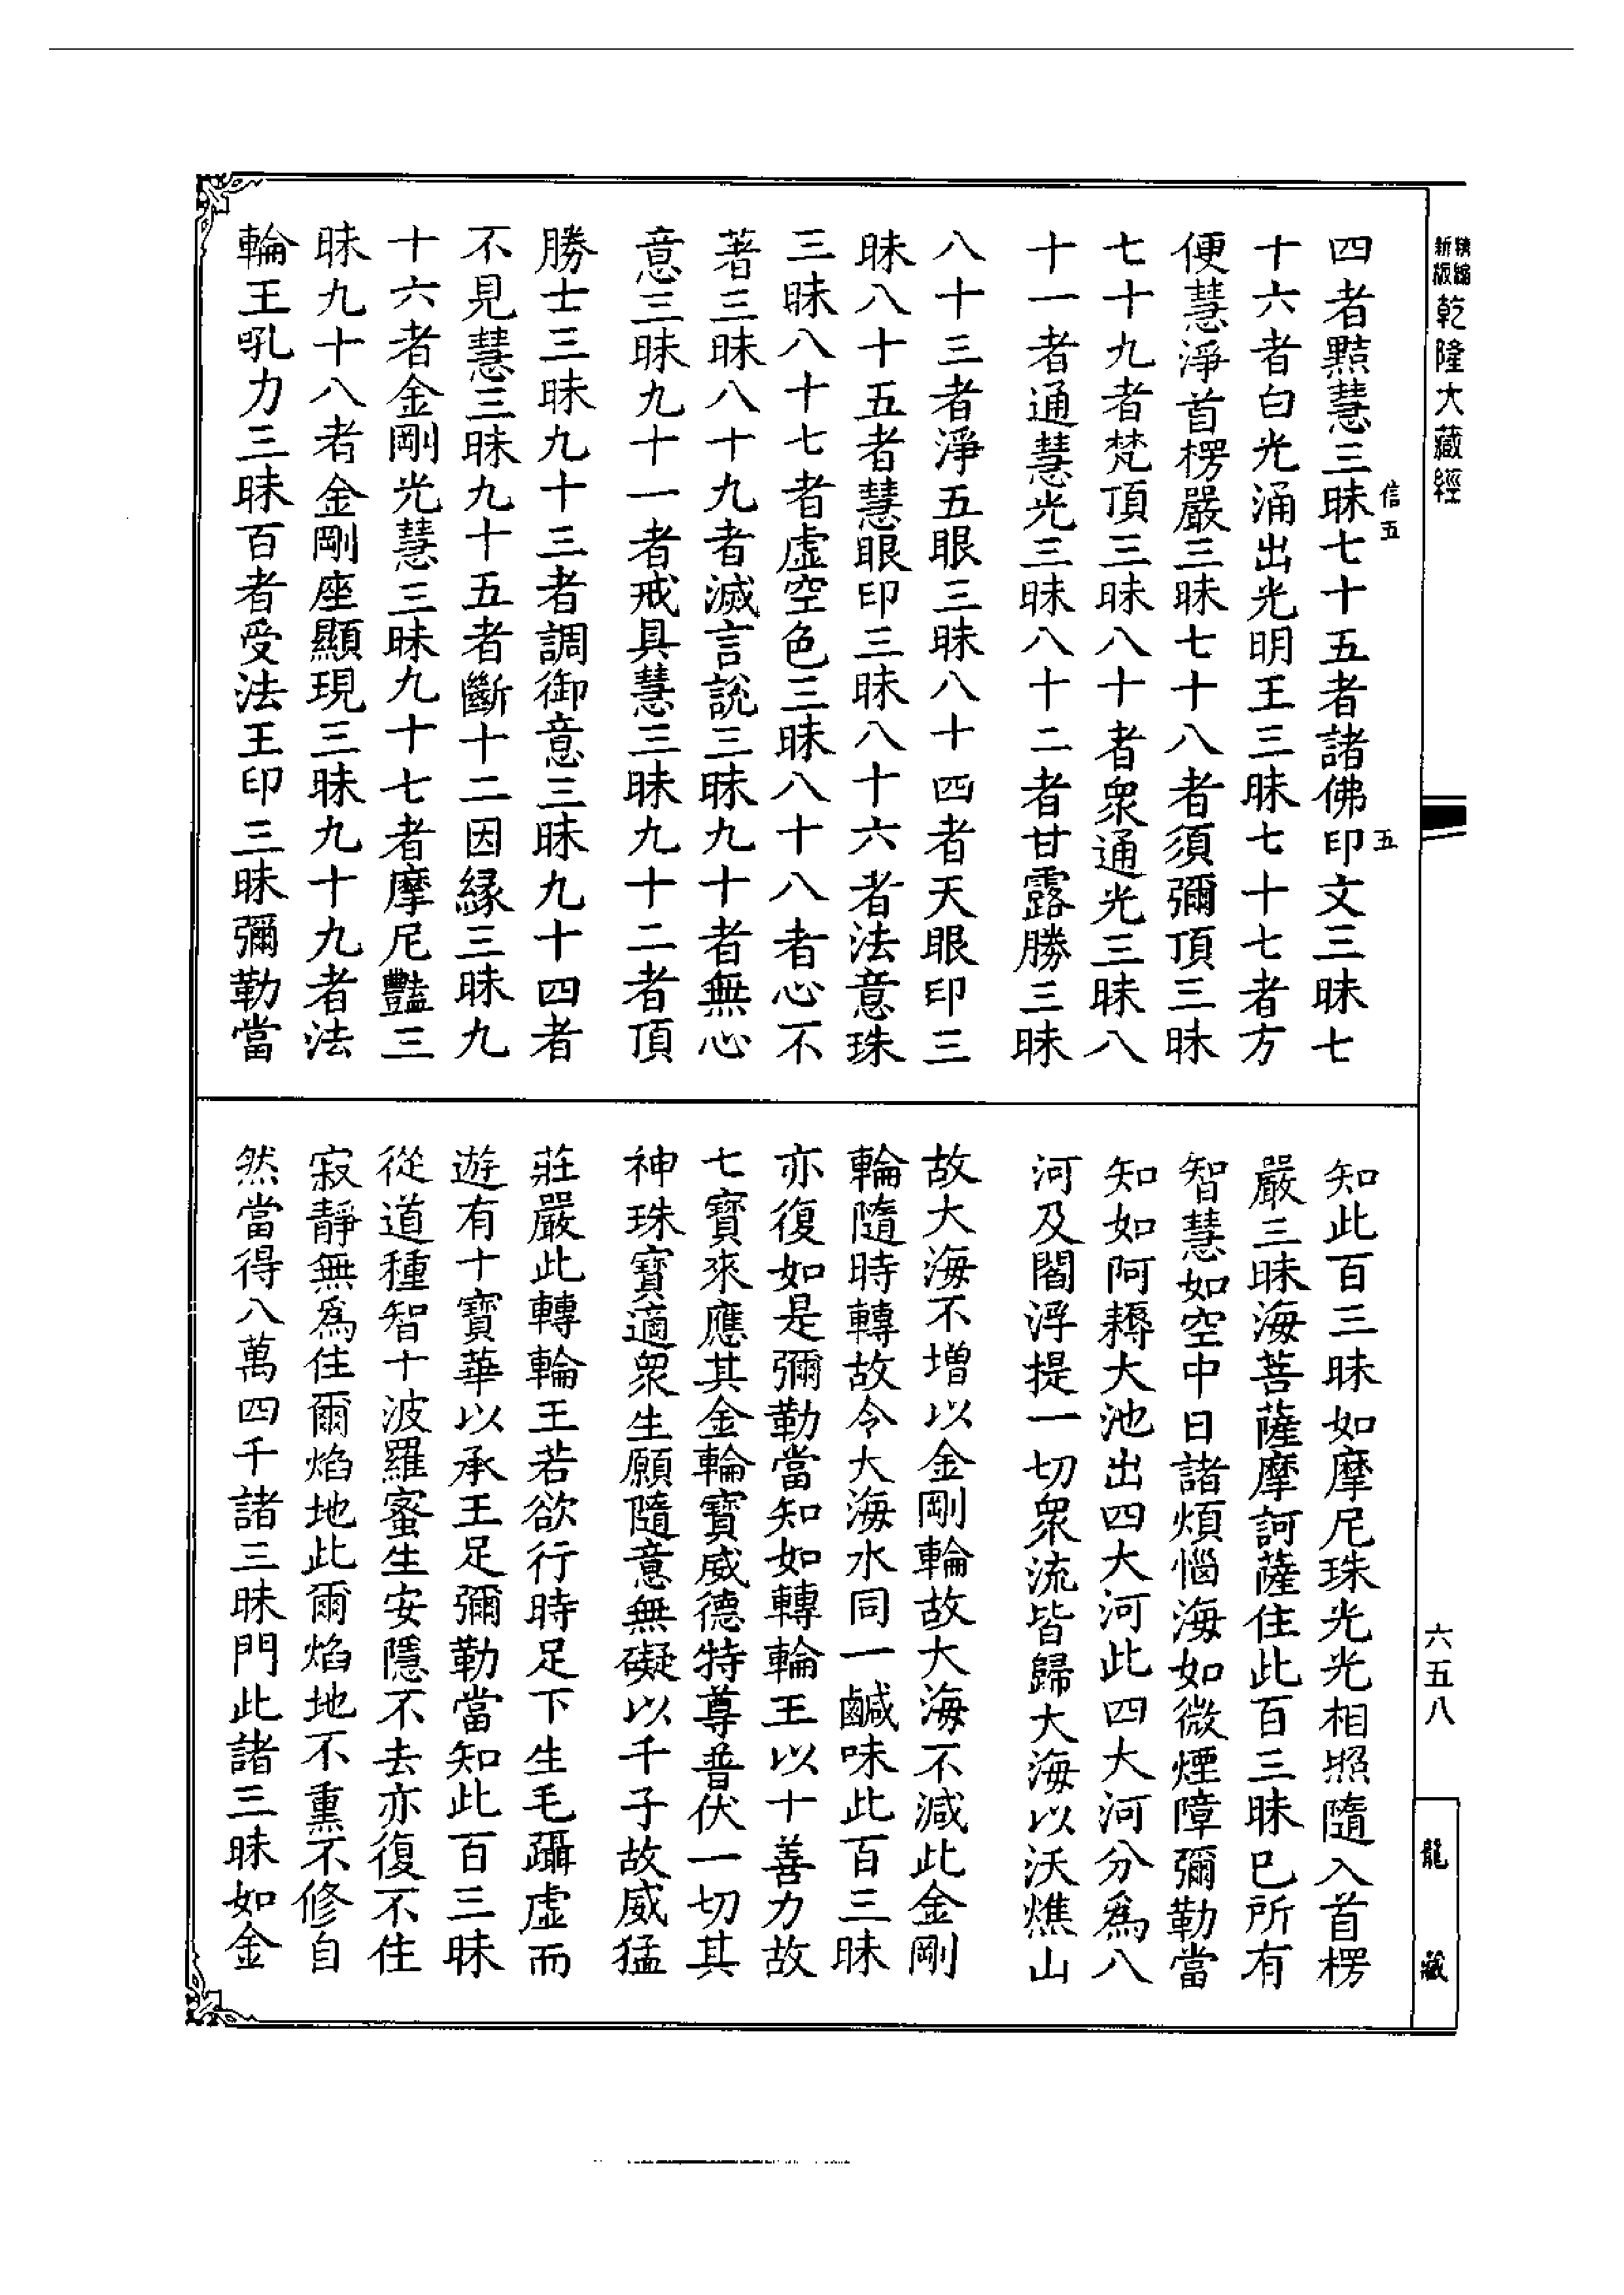 新版精縮乾隆大藏經
信五
五
四者黠慧三昧七十五者諸佛印文三昧七
十六者白光涌出光明王三昧七十七者方
便慧淨首楞嚴三昧七十八者須彌頂三昧
七十九者梵頂三昧八十者衆通光三昧八
十一者通慧光三昧八十二者甘露勝三昧
八十三者淨五眼三昧八十四者天眼印三
昧八十五者慧眼印三昧八十六者法意珠
三昧八十七者虛空色三昧八十八者心不
著三昧八十九者滅言說三昧九十者無心
意三昧九十一者戒具慧三昧九十二者頂
勝士三昧九十三者調御意三昧九十四者
不見慧三昧九十五者斷十二因緣三昧九
十六者金剛光慧三昧九十七者摩尼豔三
昧九十八者金剛座顯現三昧九十九者法
輪王吼力三昧百者受法王印三昧彌勒當
知此百三昧如摩尼珠光光相照隨入首楞
嚴三昧海菩薩摩訶薩住此百三昧已所有
智慧如空中日諸煩惱海如微煙障彌勒當
知如阿耨大池出四大河此四大河分爲八
河及閻浮提一切衆流皆歸大海以沃燋山
故大海不增以金剛輪故大海不減此金剛
輪隨時轉故令大海水同一鹹味此百三昧
亦復如是彌勒當知如轉輪王以十善力故
七寶來應其金輪寶威德特尊普伏一切其
神珠寶適衆生願隨意無礙以千子故威猛
莊嚴此轉輪王若欲行時足下生毛躡虛而
遊有十寶華以承王足彌勒當知此百三昧
從道種智十波羅蜜生安隱不去亦復不住
寂靜無爲住爾焰地此爾焰地不熏不修自
然當得八萬四千諸三昧門此諸三昧如金
六五八
龍藏